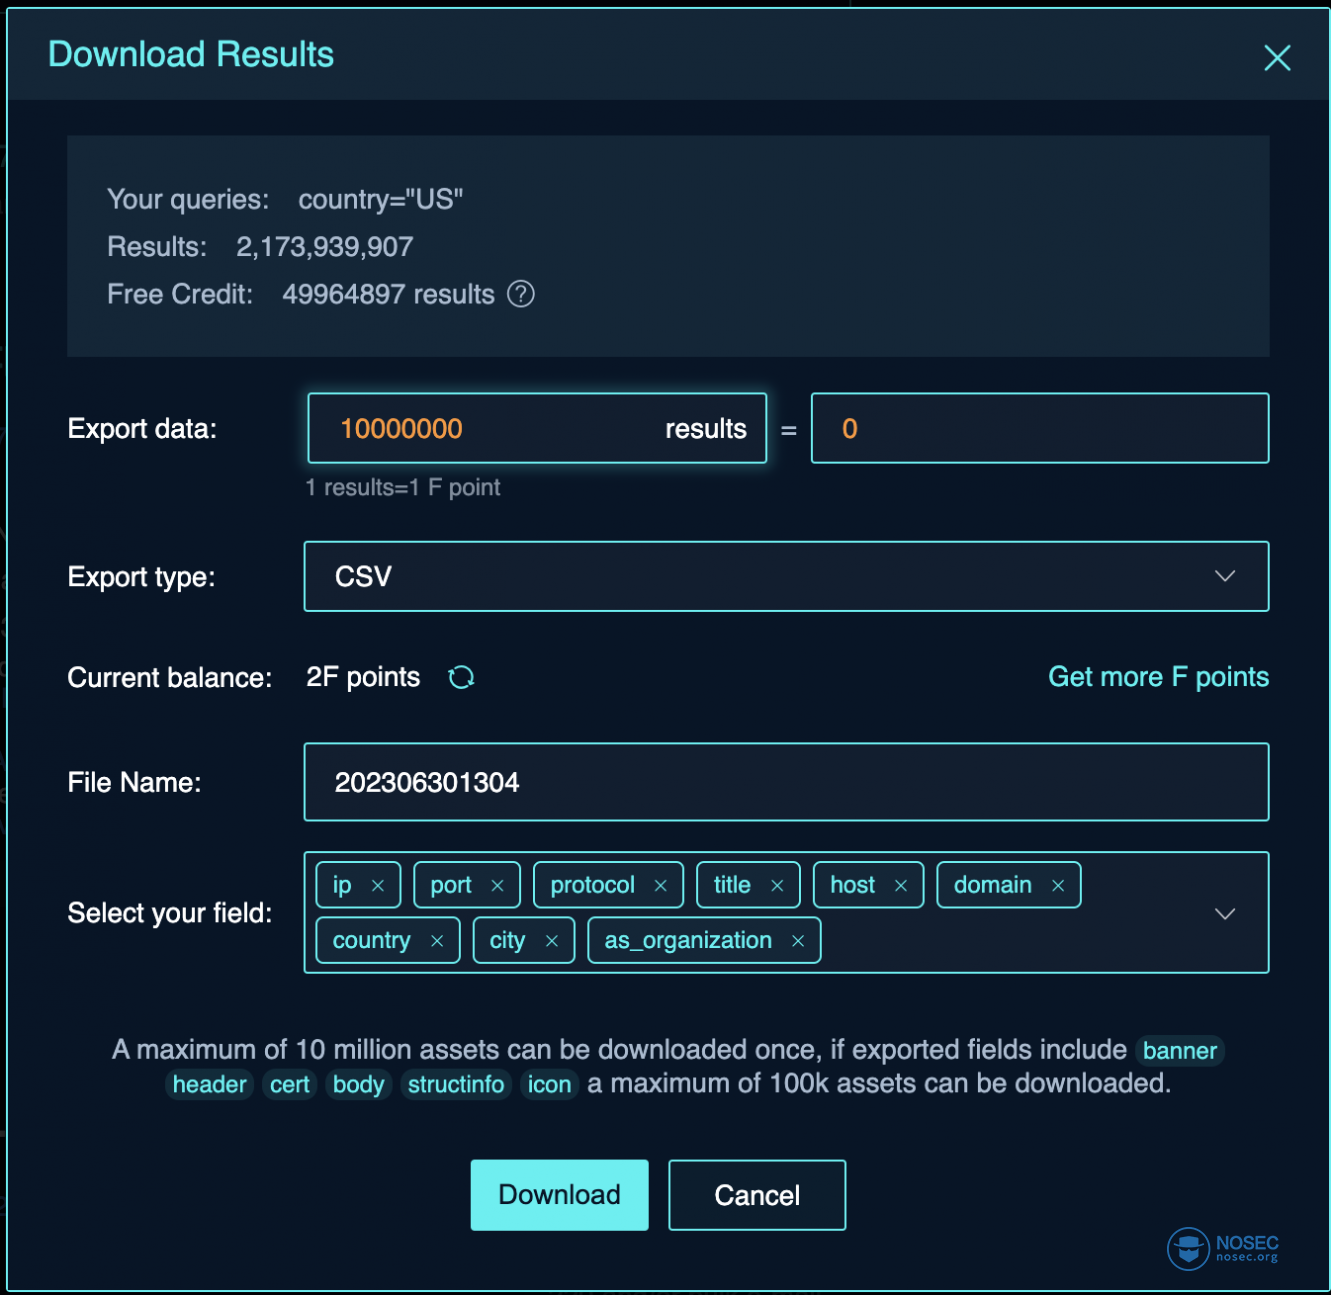 Download Results
Your queries: country="US"
Results: 2,173,939,907
Free Credit: 49964897 results ?
Export data: 10000000 results = 0
1 results=1 F point
Export type: CSV
Current balance: 2F points Get more F points
File Name: 202306301304
ip × port × protocol × title × host × domain ×
Select your field:
country × city × as_organization ×
A maximum of 10 million assets can be downloaded once, if exported fields include banner
header cert body structinfo icon a maximum of 100k assets can be downloaded.
Download Cancel
NOSEC
nosec.org